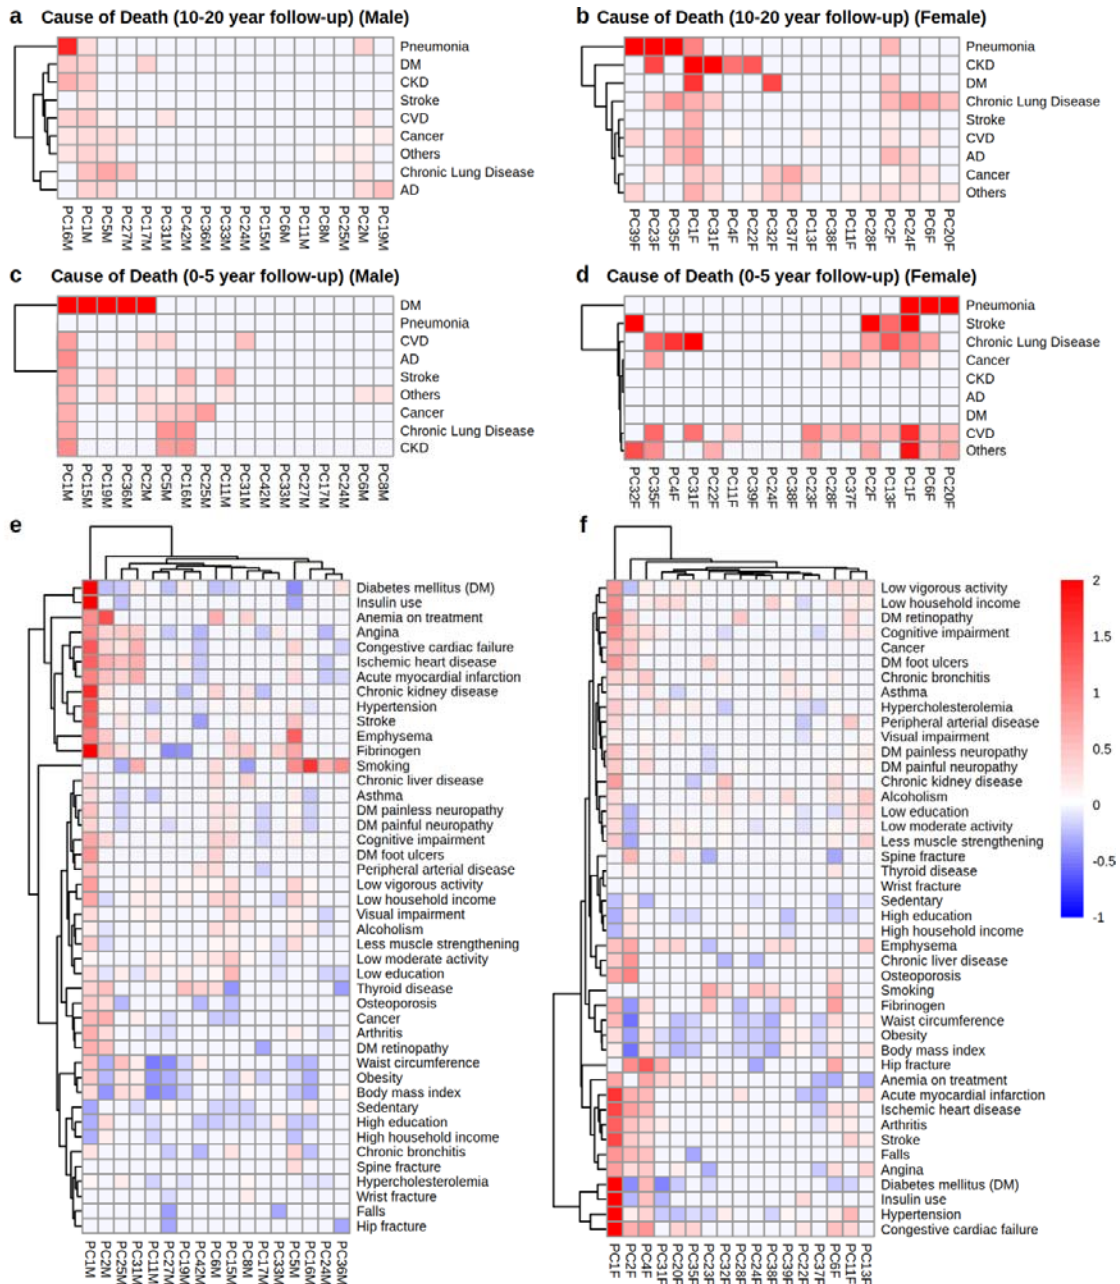 a Cause of Death (10-20 year follow-up) (Male)
Pneumonia
DM
CKD
Stroke
CVD
Cancer
Others
Chronic Lung Disease
AD
PC16M PC1M PC5M PC27M PC17M PC31M PC42M PC36M PC33M PC24M PC15M PC6M PC11M PC8M PC25M PC2M PC19M
b Cause of Death (10-20 year follow-up) (Female)
Pneumonia
CKD
DM
Chronic Lung Disease
Stroke
CVD
AD
Cancer
Others
PC39F PC23F PC35F PC1F PC31F PC4F PC22F PC32F PC37F PC13F PC38F PC11F PC28F PC2F PC24F PC6F PC20F
c Cause of Death (0-5 year follow-up) (Male)
DM
Pneumonia
CVD
AD
Stroke
Others
Cancer
Chronic Lung Disease
CKD
PC1M PC15M PC19M PC36M PC2M PC5M PC16M PC25M PC11M PC31M PC42M PC33M PC27M PC17M PC24M PC6M PC8M
d Cause of Death (0-5 year follow-up) (Female)
Pneumonia
Stroke
Chronic Lung Disease
Cancer
CKD
AD
DM
CVD
Others
PC32F PC35F PC4F PC31F PC22F PC11F PC39F PC24F PC38F PC23F PC28F PC37F PC2F PC13F PC1F PC6F PC20F
e
Diabetes mellitus (DM)
Insulin use
Anemia on treatment
Angina
Congestive cardiac failure
Ischemic heart disease
Acute myocardial infarction
Chronic kidney disease
Hypertension
Stroke
Emphysema
Fibrinogen
Smoking
Chronic liver disease
Asthma
DM painless neuropathy
DM painful neuropathy
Cognitive impairment
DM foot ulcers
Peripheral arterial disease
Low vigorous activity
Low household income
Visual impairment
Alcoholism
Less muscle strengthening
Low moderate activity
Low education
Thyroid disease
Osteoporosis
Cancer
Arthritis
DM retinopathy
Waist circumference
Obesity
Body mass index
Sedentary
High education
High household income
Chronic bronchitis
Spine fracture
Hypercholesterolemia
Wrist fracture
Falls
Hip fracture
PC1M PC2M PC25M PC31M PC11M PC27M PC19M PC42M PC6M PC15M PC8M PC17M PC33M PC5M PC16M PC24M PC36M
f
Low vigorous activity
Low household income
DM retinopathy
Cognitive impairment
Cancer
DM foot ulcers
Chronic bronchitis
Asthma
Hypercholesterolemia
Peripheral arterial disease
Visual impairment
DM painless neuropathy
DM painful neuropathy
Chronic kidney disease
Alcoholism
Low education
Low moderate activity
Less muscle strengthening
Spine fracture
Thyroid disease
Wrist fracture
Sedentary
High education
High household income
Emphysema
Chronic liver disease
Osteoporosis
Smoking
Fibrinogen
Waist circumference
Obesity
Body mass index
Hip fracture
Anemia on treatment
Acute myocardial infarction
Ischemic heart disease
Arthritis
Stroke
Falls
Angina
Diabetes mellitus (DM)
Insulin use
Hypertension
Congestive cardiac failure
PC1F PC2F PC4F PC31F PC20F PC35F PC23F PC32F PC28F PC24F PC38F PC39F PC22F PC37F PC6F PC11F PC13F
2
1.5
1
0.5
0
-0.5
-1